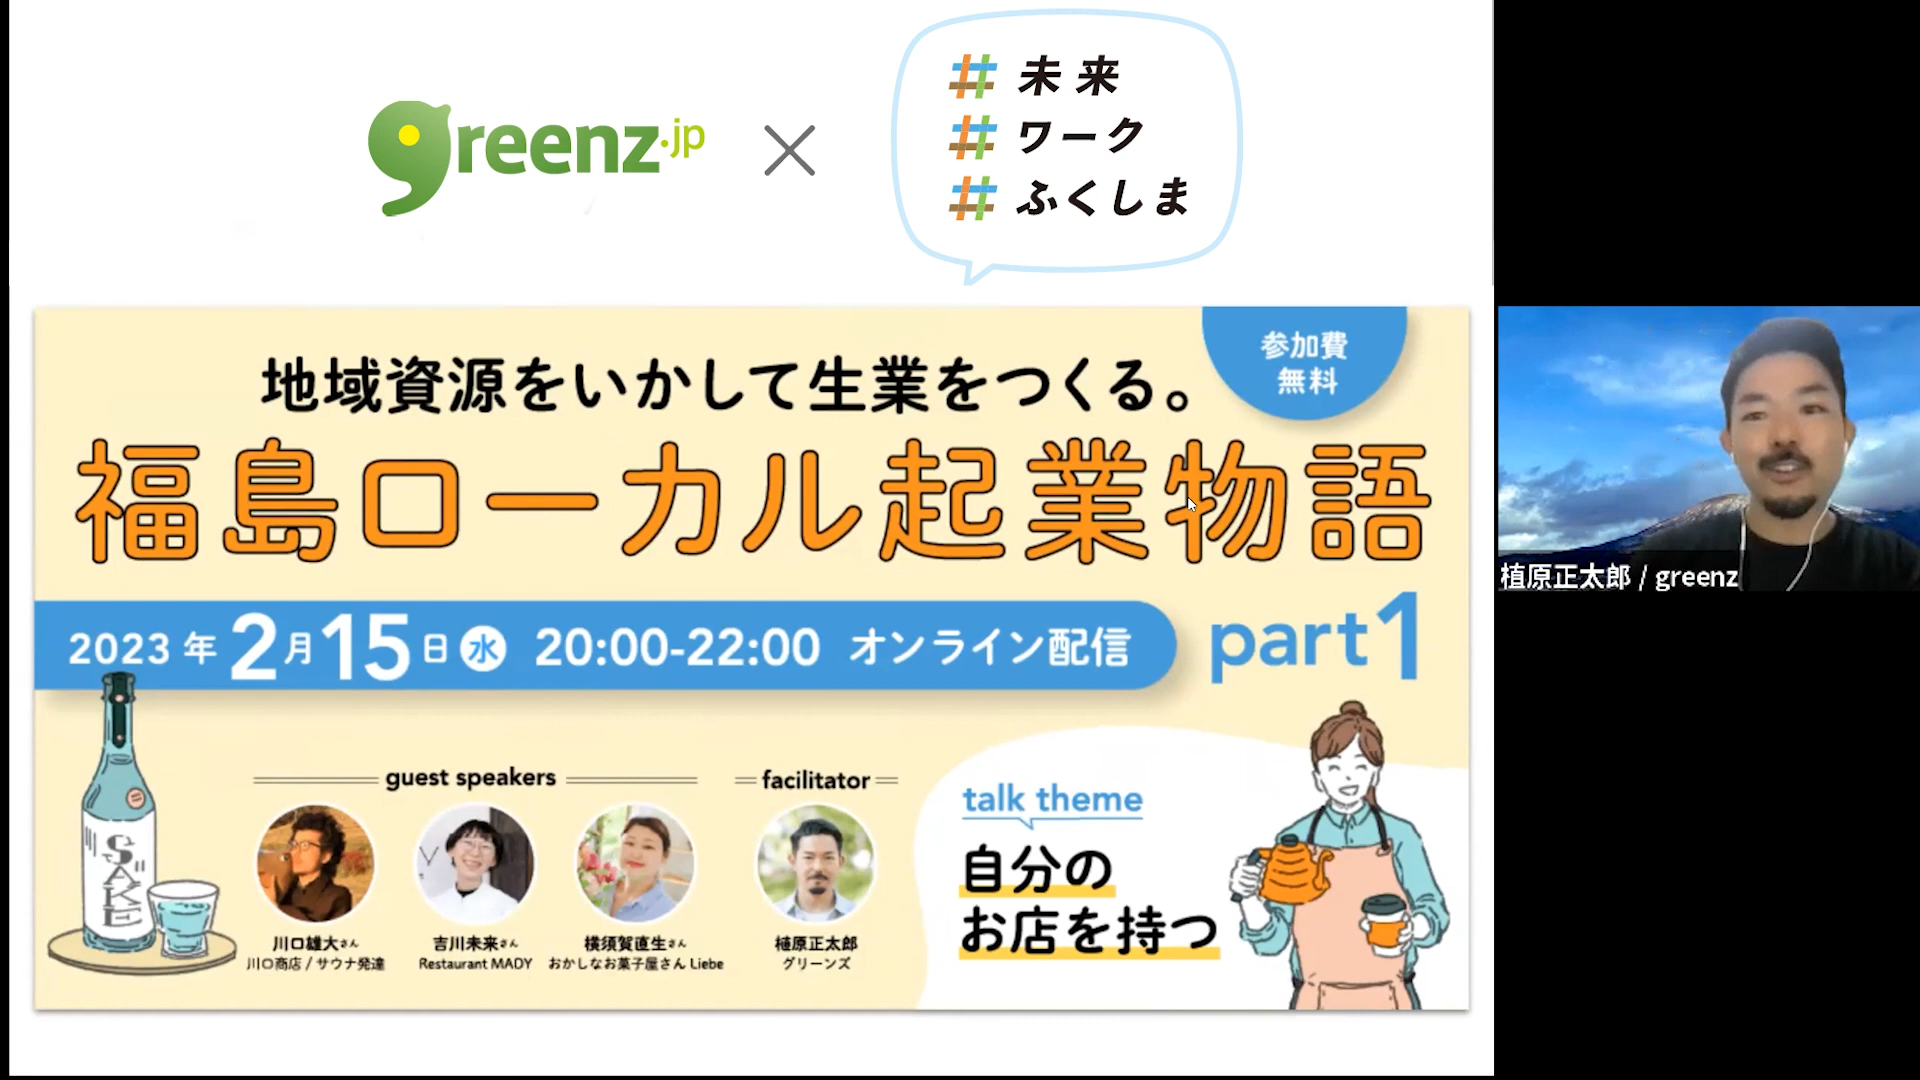 greenz.jp × # 未来
# ワーク
# ふくしま
参加費
無料
地域資源をいかして生業をつくる。
福島ローカル起業物語
2023年2月15日(水) 20:00-22:00 オンライン配信
part1
guest speakers
facilitator
川口雄大さん
川口商店 / サウナ発達
吉川未来さん
Restaurant MADY
横須賀直生さん
おかしなお菓子屋さん Liebe
植原正太郎
グリーンズ
talk theme
自分の
お店を持つ
SAKE
植原正太郎 / greenz